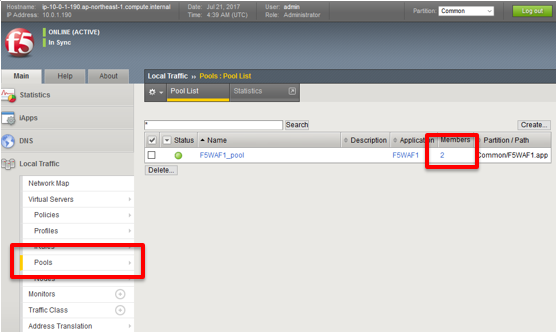 Hostname: ip-10-0-1-190.ap-northeast-1.compute.internal Date: Jul 21, 2017 User: admin
IP Address: 10.0.1.190 Time: 4:39 AM (UTC) Role: Administrator
Partition: Common Log out
f5
ONLINE (ACTIVE)
In Sync
Main Help About
Local Traffic ›› Pools : Pool List
Statistics
iApps
DNS
Local Traffic
Network Map
Virtual Servers
Policies
Profiles
Pools
Nodes
Monitors
Traffic Class
Address Translation
Pool List Statistics
* Search Create...
Status Name Description Application Members Partition / Path
F5WAF1_pool F5WAF1 2 Common/F5WAF1.app
Delete...